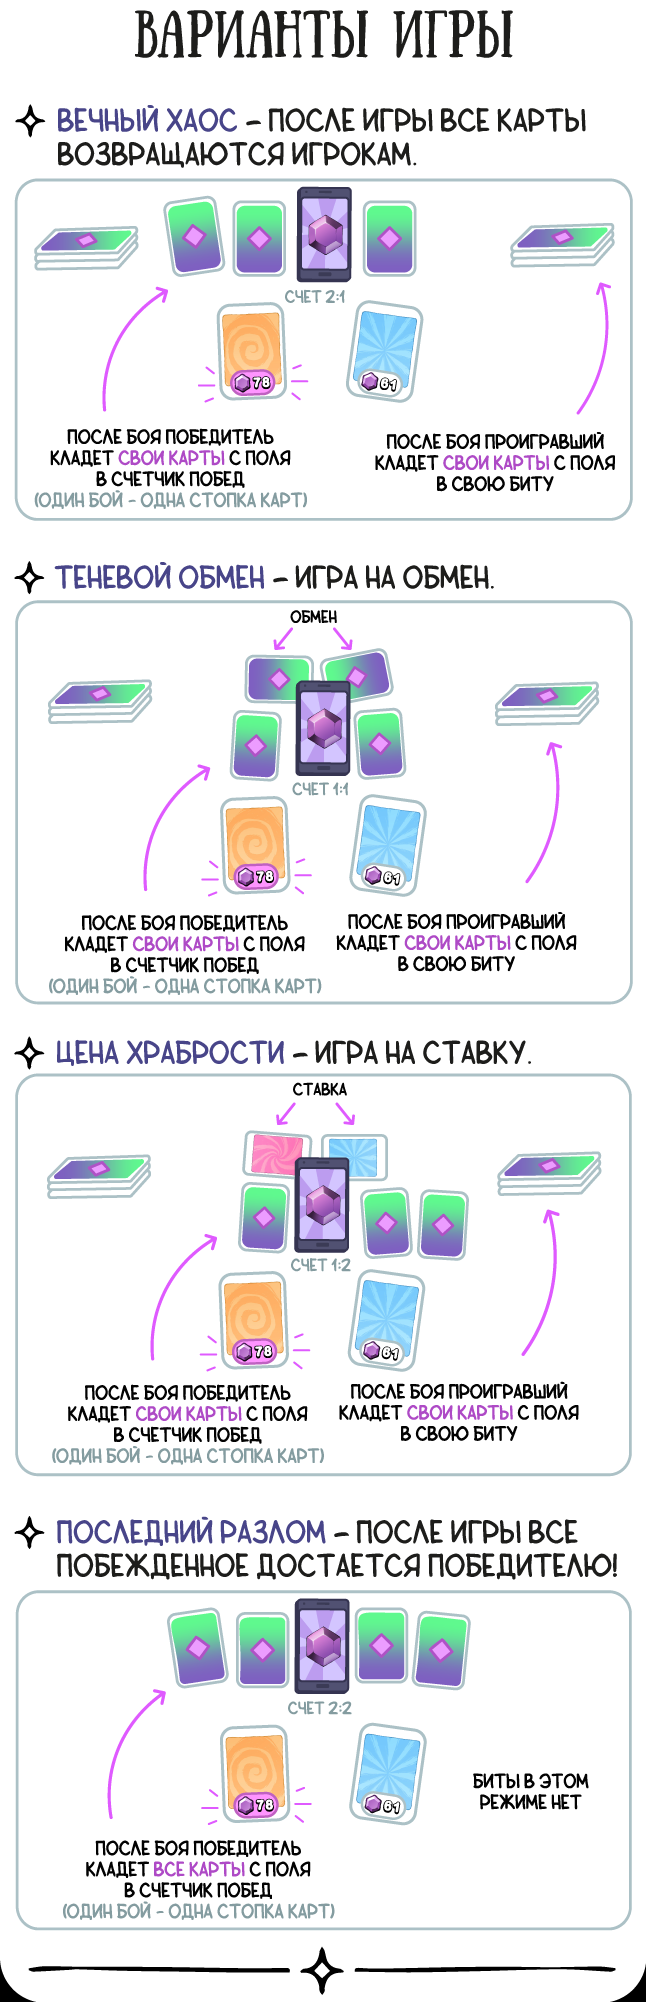 ВАРИАНТЫ ИГРЫ
ВЕЧНЫЙ ХАОС – ПОСЛЕ ИГРЫ ВСЕ КАРТЫ
ВОЗВРАЩАЮТСЯ ИГРОКАМ.
СЧЕТ 2:1
78
61
ПОСЛЕ БОЯ ПОБЕДИТЕЛЬ
КЛАДЕТ СВОИ КАРТЫ С ПОЛЯ
В СЧЕТЧИК ПОБЕД
(ОДИН БОЙ - ОДНА СТОПКА КАРТ)
ПОСЛЕ БОЯ ПРОИГРАВШИЙ
КЛАДЕТ СВОИ КАРТЫ С ПОЛЯ
В СВОЮ БИТУ
ТЕНЕВОЙ ОБМЕН – ИГРА НА ОБМЕН.
ОБМЕН
СЧЕТ 1:1
78
61
ПОСЛЕ БОЯ ПОБЕДИТЕЛЬ
КЛАДЕТ СВОИ КАРТЫ С ПОЛЯ
В СЧЕТЧИК ПОБЕД
(ОДИН БОЙ - ОДНА СТОПКА КАРТ)
ПОСЛЕ БОЯ ПРОИГРАВШИЙ
КЛАДЕТ СВОИ КАРТЫ С ПОЛЯ
В СВОЮ БИТУ
ЦЕНА ХРАБРОСТИ – ИГРА НА СТАВКУ.
СТАВКА
СЧЕТ 1:2
78
61
ПОСЛЕ БОЯ ПОБЕДИТЕЛЬ
КЛАДЕТ СВОИ КАРТЫ С ПОЛЯ
В СЧЕТЧИК ПОБЕД
(ОДИН БОЙ - ОДНА СТОПКА КАРТ)
ПОСЛЕ БОЯ ПРОИГРАВШИЙ
КЛАДЕТ СВОИ КАРТЫ С ПОЛЯ
В СВОЮ БИТУ
ПОСЛЕДНИЙ РАЗЛОМ – ПОСЛЕ ИГРЫ ВСЕ
ПОБЕЖДЕННОЕ ДОСТАЕТСЯ ПОБЕДИТЕЛЮ!
СЧЕТ 2:2
78
61
БИТЫ В ЭТОМ
РЕЖИМЕ НЕТ
ПОСЛЕ БОЯ ПОБЕДИТЕЛЬ
КЛАДЕТ ВСЕ КАРТЫ С ПОЛЯ
В СЧЕТЧИК ПОБЕД
(ОДИН БОЙ - ОДНА СТОПКА КАРТ)